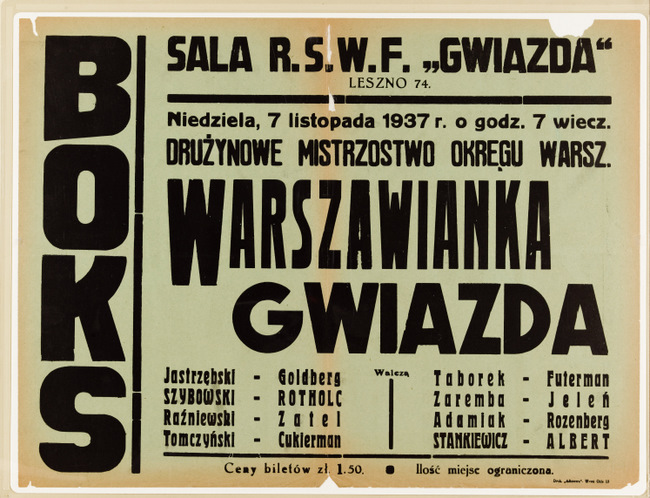 BOKS
SALA R.S.W.F. „GWIAZDA“
LESZNO 74.
Niedziela, 7 listopada 1937 r. o godz. 7 wiecz.
DRUŻYNOWE MISTRZOSTWO OKRĘGU WARSZ.
WARSZAWIANKA
GWIAZDA
Walczą
Jastrzębski - Goldberg
SZYBOWSKI - ROTHOLC
Raźniewski - Zatel
Tomczyński - Cukierman
Taborek - Futerman
Zaremba - Jeleń
Adamiak - Rozenberg
STANKIEWICZ - ALBERT
Ceny biletów zł. 1.50. ● Ilość miejsc ograniczona.
Druk.